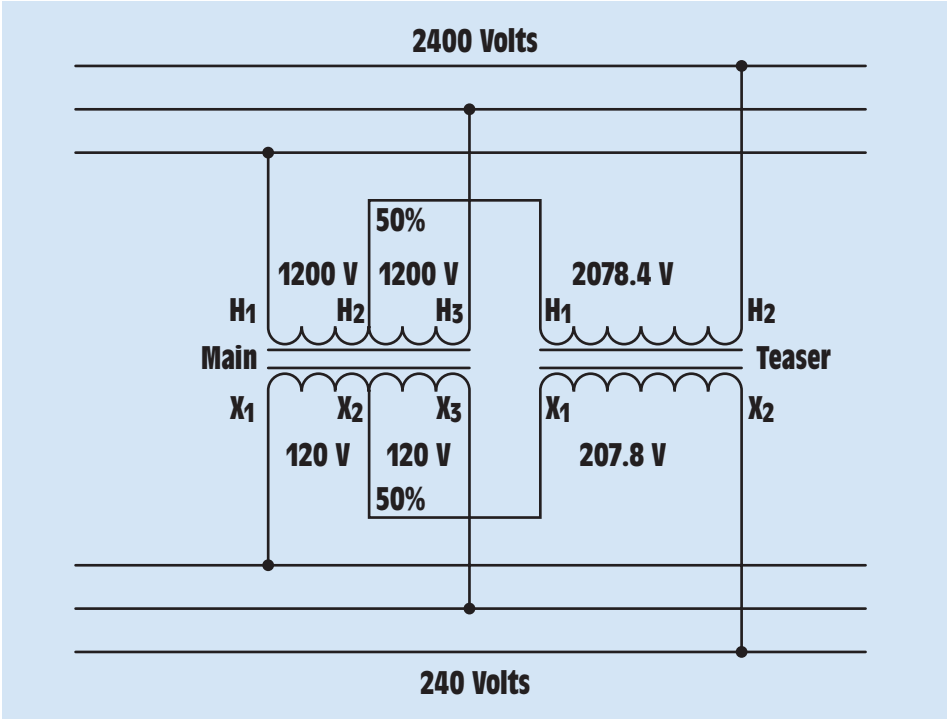 2400 Volts
50%
1200 V 1200 V 2078.4 V
H1 H2 H3 H1 H2
Main Teaser
X1 X2 X3 X1 X2
120 V 120 V 207.8 V
50%
240 Volts